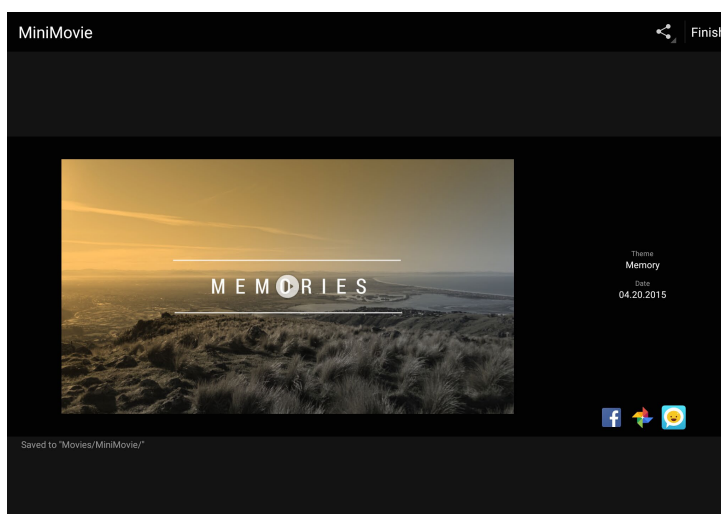 MiniMovie
Finish
MEMORIES
Theme
Memory
Date
04.20.2015
Saved to "Movies/MiniMovie/"